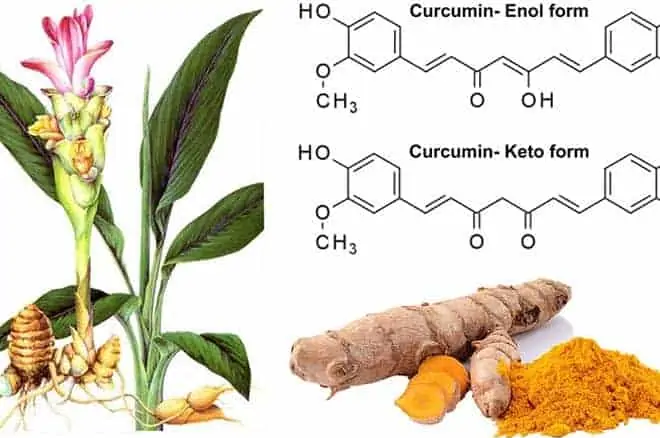 Curcumin- Enol form
HO
O
CH3
O
OH
Curcumin- Keto form
HO
O
CH3
O
O